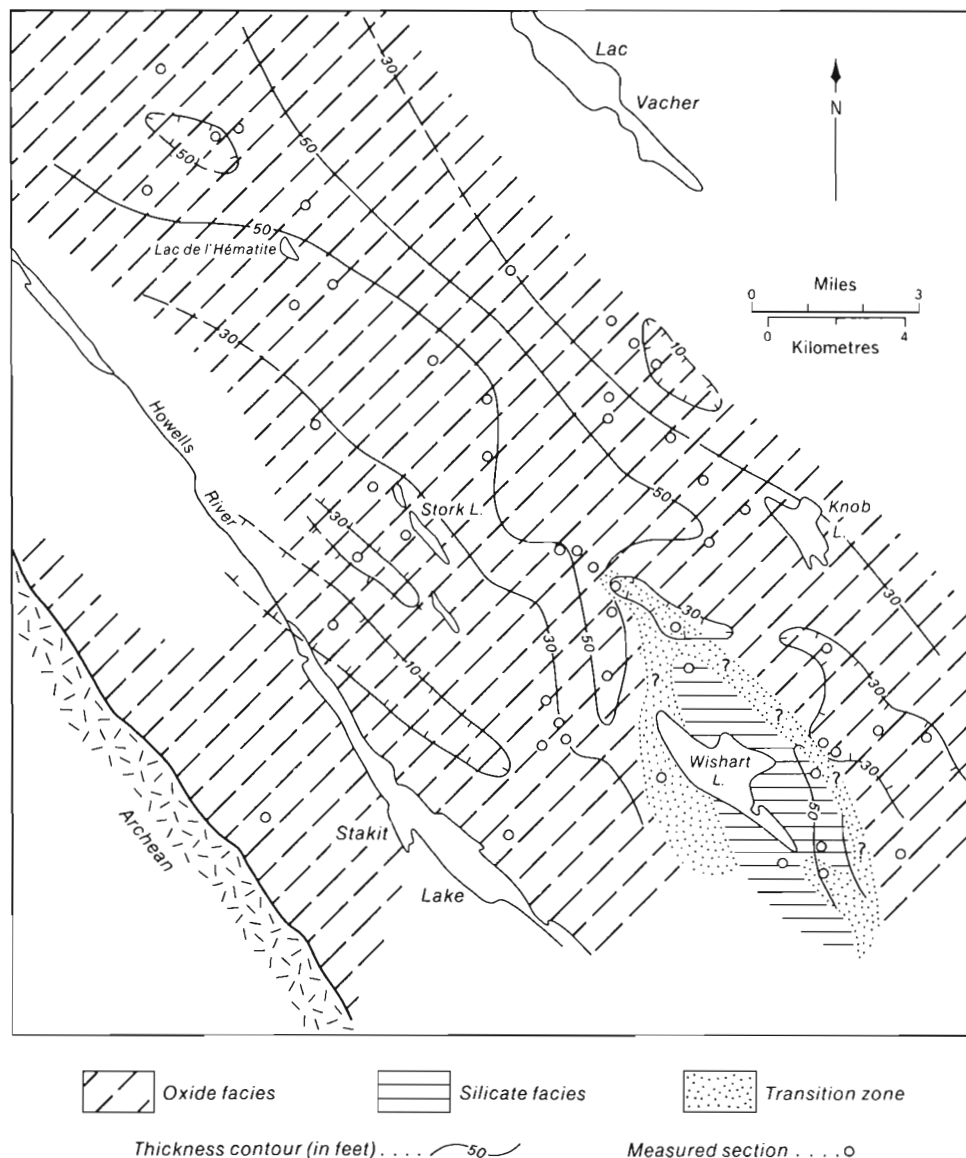 Lac
Vacher
30
N
50
50
50
Lac de l'Hématite
Miles
0 3
0 4
Kilometres
30
10
Howells
River
50
Stork L.
Knob
L.
30
30
30
?
?
10
30
50
30
?
Wishart
L.
?
30
50
?
Archean
Stakit
Lake
Oxide facies
Silicate facies
Transition zone
Thickness contour (in feet) . . . . 50
Measured section . . . .